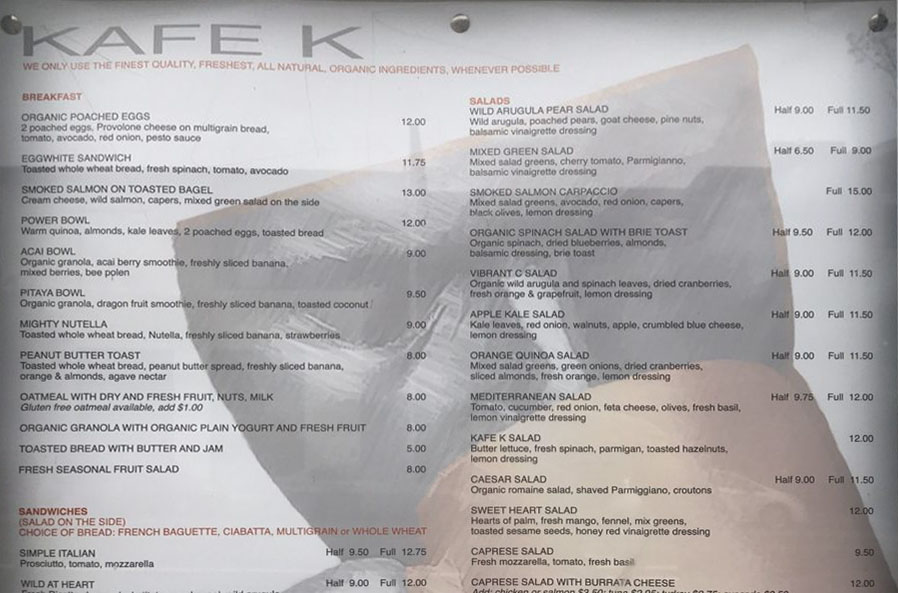 KAFE K
WE ONLY USE THE FINEST QUALITY, FRESHEST, ALL NATURAL, ORGANIC INGREDIENTS, WHENEVER POSSIBLE
BREAKFAST
ORGANIC POACHED EGGS 12.00
2 poached eggs, Provolone cheese on multigrain bread,
tomato, avocado, red onion, pesto sauce
EGGWHITE SANDWICH 11.75
Toasted whole wheat bread, fresh spinach, tomato, avocado
SMOKED SALMON ON TOASTED BAGEL 13.00
Cream cheese, wild salmon, capers, mixed green salad on the side
POWER BOWL 12.00
Warm quinoa, almonds, kale leaves, 2 poached eggs, toasted bread
ACAI BOWL 9.00
Organic granola, acai berry smoothie, freshly sliced banana,
mixed berries, bee polen
PITAYA BOWL 9.50
Organic granola, dragon fruit smoothie, freshly sliced banana, toasted coconut
MIGHTY NUTELLA 9.00
Toasted whole wheat bread, Nutella, freshly sliced banana, strawberries
PEANUT BUTTER TOAST 8.00
Toasted whole wheat bread, peanut butter spread, freshly sliced banana,
orange & almonds, agave nectar
OATMEAL WITH DRY AND FRESH FRUIT, NUTS, MILK 8.00
Gluten free oatmeal available, add $1.00
ORGANIC GRANOLA WITH ORGANIC PLAIN YOGURT AND FRESH FRUIT 8.00
TOASTED BREAD WITH BUTTER AND JAM 5.00
FRESH SEASONAL FRUIT SALAD 8.00
SANDWICHES
(SALAD ON THE SIDE)
CHOICE OF BREAD: FRENCH BAGUETTE, CIABATTA, MULTIGRAIN or WHOLE WHEAT
SIMPLE ITALIAN Half 9.50 Full 12.75
Prosciutto, tomato, mozzarella
WILD AT HEART Half 9.00 Full 12.00
SALADS
WILD ARUGULA PEAR SALAD Half 9.00 Full 11.50
Wild arugula, poached pears, goat cheese, pine nuts,
balsamic vinaigrette dressing
MIXED GREEN SALAD Half 6.50 Full 9.00
Mixed salad greens, cherry tomato, Parmigianno,
balsamic vinaigrette dressing
SMOKED SALMON CARPACCIO Full 15.00
Mixed salad greens, avocado, red onion, capers,
black olives, lemon dressing
ORGANIC SPINACH SALAD WITH BRIE TOAST Half 9.50 Full 12.00
Organic spinach, dried blueberries, almonds,
balsamic dressing, brie toast
VIBRANT C SALAD Half 9.00 Full 11.50
Organic wild arugula and spinach leaves, dried cranberries,
fresh orange & grapefruit, lemon dressing
APPLE KALE SALAD Half 9.00 Full 11.50
Kale leaves, red onion, walnuts, apple, crumbled blue cheese,
lemon dressing
ORANGE QUINOA SALAD Half 9.00 Full 11.50
Mixed salad greens, green onions, dried cranberries,
sliced almonds, fresh orange, lemon dressing
MEDITERRANEAN SALAD Half 9.75 Full 12.00
Tomato, cucumber, red onion, feta cheese, olives, fresh basil,
lemon vinaigrette dressing
KAFE K SALAD 12.00
Butter lettuce, fresh spinach, parmigan, toasted hazelnuts,
lemon dressing
CAESAR SALAD Half 9.00 Full 11.50
Organic romaine salad, shaved Parmiggiano, croutons
SWEET HEART SALAD 12.00
Hearts of palm, fresh mango, fennel, mix greens,
toasted sesame seeds, honey red vinaigrette dressing
CAPRESE SALAD 9.50
Fresh mozzarella, tomato, fresh basil
CAPRESE SALAD WITH BURRATA CHEESE 12.00
Add: chicken or salmon